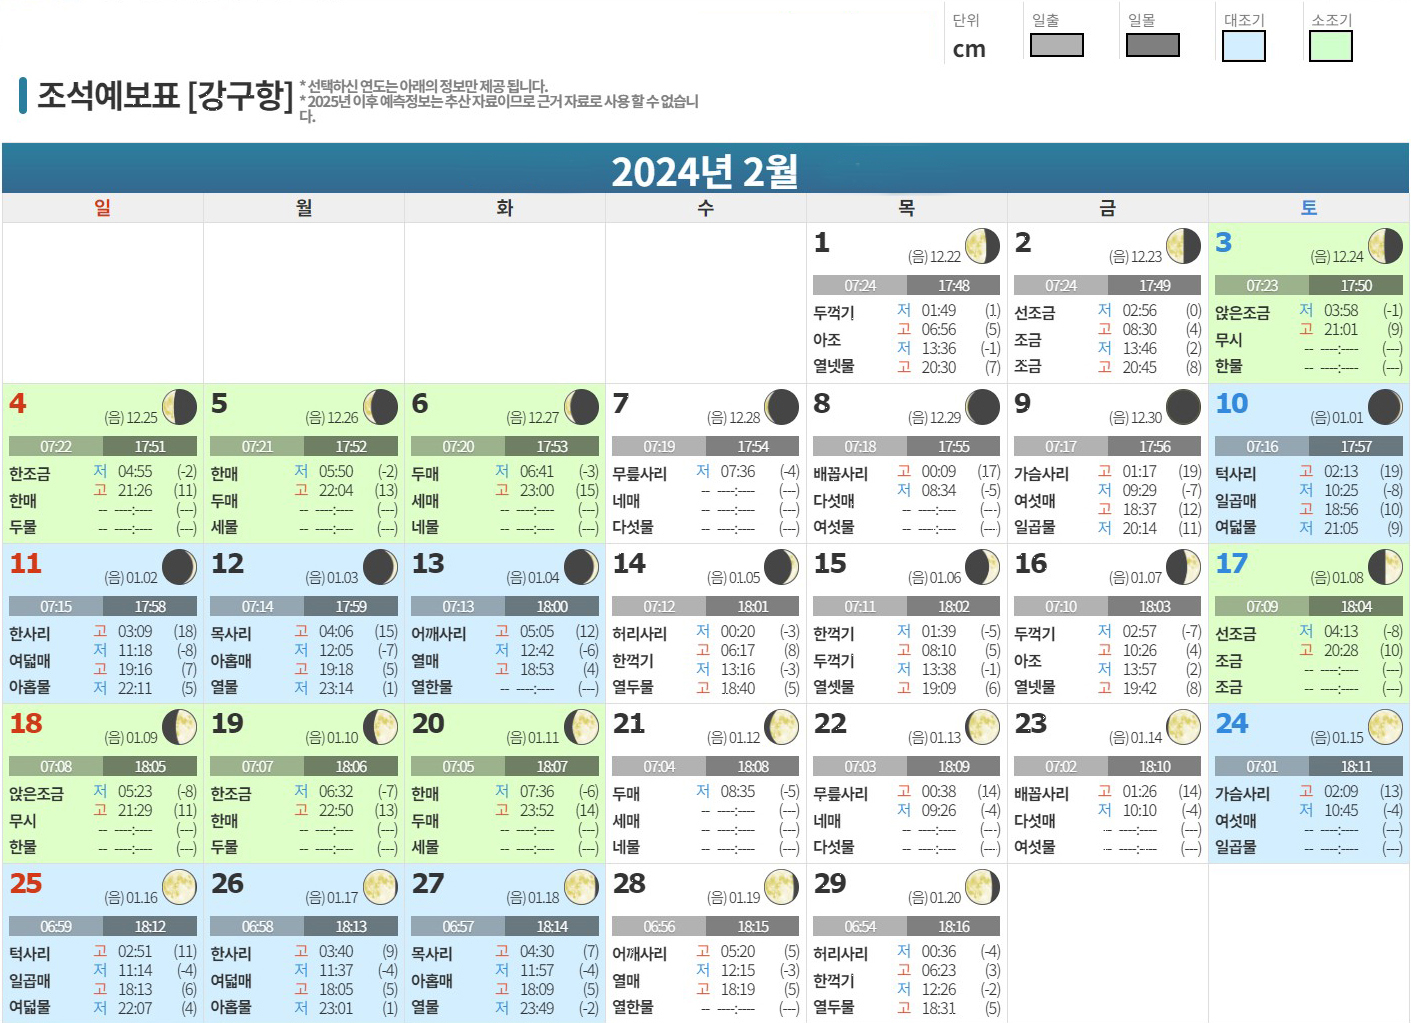 단위 일출 일몰 대조기 소조기
cm
조석예보표 [강구항]
* 선택하신 연도는 아래의 정보만 제공 됩니다.
* 2025년 이후 예측정보는 추산 자료이므로 근거 자료로 사용 할 수 없습니
다.
2024년 2월
일 월 화 수 목 금 토
1 (음) 12.22
07:24 17:48
두꺽기
아조
열넷물
저 01:49 (1)
고 06:56 (5)
저 13:36 (-1)
고 20:30 (7)
2 (음) 12.23
07:24 17:49
선조금
조금
조금
저 02:56 (0)
고 08:30 (4)
저 13:46 (2)
고 20:45 (8)
3 (음) 12.24
07:23 17:50
앉은조금
무시
한물
저 03:58 (-1)
고 21:01 (9)
-- ----:---- (---)
-- ----:---- (---)
4 (음) 12.25
07:22 17:51
한조금
한매
두물
저 04:55 (-2)
고 21:26 (11)
-- ----:---- (---)
-- ----:---- (---)
5 (음) 12.26
07:21 17:52
한매
두매
세물
저 05:50 (-2)
고 22:04 (13)
-- ----:---- (---)
-- ----:---- (---)
6 (음) 12.27
07:20 17:53
두매
세매
네물
저 06:41 (-3)
고 23:00 (15)
-- ----:---- (---)
-- ----:---- (---)
7 (음) 12.28
07:19 17:54
무릎사리
네매
다섯물
저 07:36 (-4)
-- ----:---- (---)
-- ----:---- (---)
-- ----:---- (---)
8 (음) 12.29
07:18 17:55
배꼽사리
다섯매
여섯물
고 00:09 (17)
저 08:34 (-5)
-- ----:---- (---)
-- ----:---- (---)
9 (음) 12.30
07:17 17:56
가슴사리
여섯매
일곱물
고 01:17 (19)
저 09:29 (-7)
고 18:37 (12)
저 20:14 (11)
10 (음) 01.01
07:16 17:57
턱사리
일곱매
여덟물
고 02:13 (19)
저 10:25 (-8)
고 18:56 (10)
저 21:05 (9)
11 (음) 01.02
07:15 17:58
한사리
여덟매
아홉물
고 03:09 (18)
저 11:18 (-8)
고 19:16 (7)
저 22:11 (5)
12 (음) 01.03
07:14 17:59
목사리
아홉매
열물
고 04:06 (15)
저 12:05 (-7)
고 19:18 (5)
저 23:14 (1)
13 (음) 01.04
07:13 18:00
어깨사리
열매
열한물
고 05:05 (12)
저 12:42 (-6)
고 18:53 (4)
-- ----:---- (---)
14 (음) 01.05
07:12 18:01
허리사리
한꺽기
열두물
저 00:20 (-3)
고 06:17 (8)
저 13:16 (-3)
고 18:40 (5)
15 (음) 01.06
07:11 18:02
한꺽기
두꺽기
열셋물
저 01:39 (-5)
고 08:10 (5)
저 13:38 (-1)
고 19:09 (6)
16 (음) 01.07
07:10 18:03
두꺽기
아조
열넷물
저 02:57 (-7)
고 10:26 (4)
저 13:57 (2)
고 19:42 (8)
17 (음) 01.08
07:09 18:04
선조금
조금
조금
저 04:13 (-8)
고 20:28 (10)
-- ----:---- (---)
-- ----:---- (---)
18 (음) 01.09
07:08 18:05
앉은조금
무시
한물
저 05:23 (-8)
고 21:29 (11)
-- ----:---- (---)
-- ----:---- (---)
19 (음) 01.10
07:07 18:06
한조금
한매
두물
저 06:32 (-7)
고 22:50 (13)
-- ----:---- (---)
-- ----:---- (---)
20 (음) 01.11
07:05 18:07
한매
두매
세물
저 07:36 (-6)
고 23:52 (14)
-- ----:---- (---)
-- ----:---- (---)
21 (음) 01.12
07:04 18:08
두매
세매
네물
저 08:35 (-5)
-- ----:---- (---)
-- ----:---- (---)
-- ----:---- (---)
22 (음) 01.13
07:03 18:09
무릎사리
네매
다섯물
고 00:38 (14)
저 09:26 (-4)
-- ----:---- (---)
-- ----:---- (---)
23 (음) 01.14
07:02 18:10
배꼽사리
다섯매
여섯물
고 01:26 (14)
저 10:10 (-4)
-- ----:---- (---)
-- ----:---- (---)
24 (음) 01.15
07:01 18:11
가슴사리
여섯매
일곱물
고 02:09 (13)
저 10:45 (-4)
-- ----:---- (---)
-- ----:---- (---)
25 (음) 01.16
06:59 18:12
턱사리
일곱매
여덟물
고 02:51 (11)
저 11:14 (-4)
고 18:13 (6)
저 22:07 (4)
26 (음) 01.17
06:58 18:13
한사리
여덟매
아홉물
고 03:40 (9)
저 11:37 (-4)
고 18:05 (5)
저 23:01 (1)
27 (음) 01.18
06:57 18:14
목사리
아홉매
열물
고 04:30 (7)
저 11:57 (-4)
고 18:09 (5)
저 23:49 (-2)
28 (음) 01.19
06:56 18:15
어깨사리
열매
열한물
고 05:20 (5)
저 12:15 (-3)
고 18:19 (5)
-- ----:---- (---)
29 (음) 01.20
06:54 18:16
허리사리
한꺽기
열두물
저 00:36 (-4)
고 06:23 (3)
저 12:26 (-2)
고 18:31 (5)